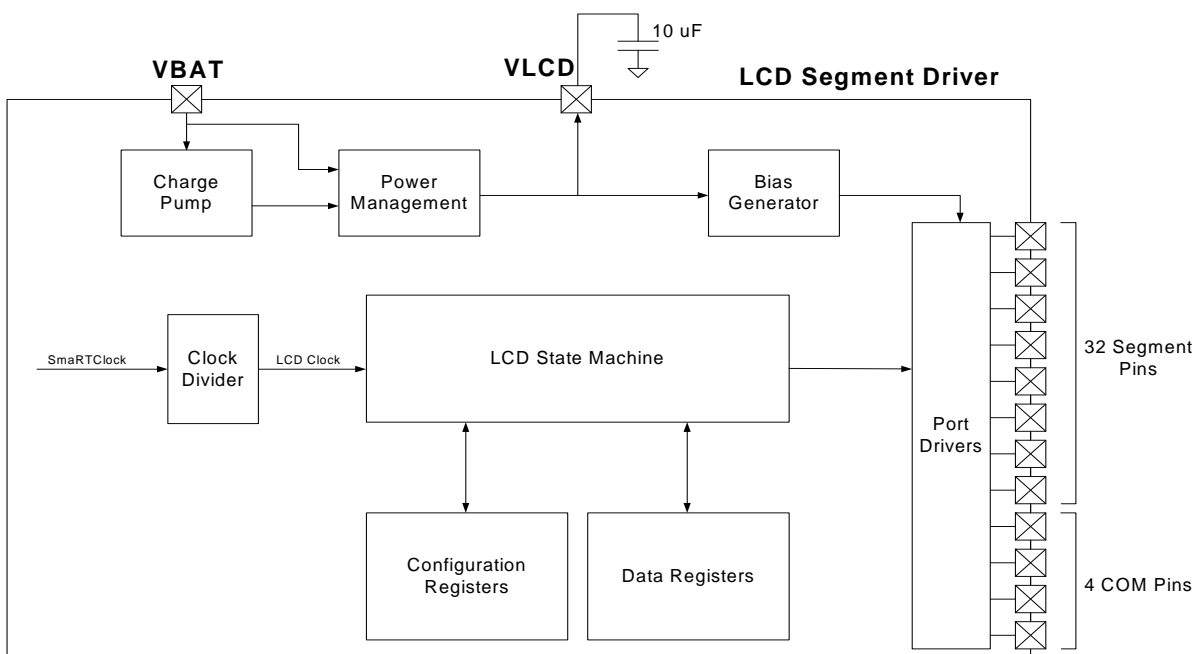 10 uF
VBAT
VLCD
LCD Segment Driver
Charge
Pump
Power
Management
Bias
Generator
SmaRTClock
Clock
Divider
LCD Clock
LCD State Machine
Port
Drivers
32 Segment
Pins
Configuration
Registers
Data Registers
4 COM Pins